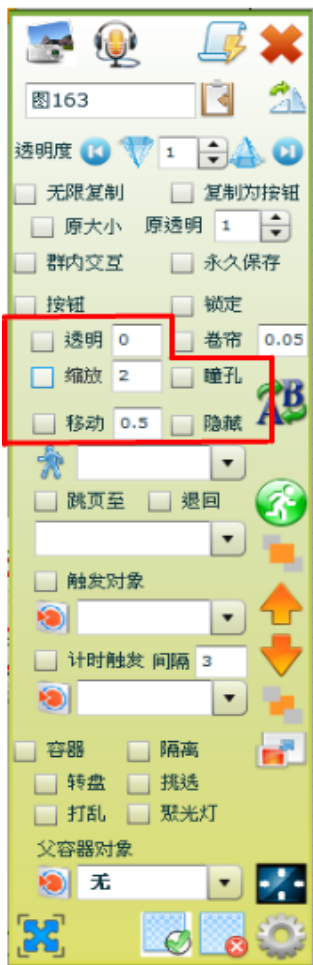 图163
透明度 1
无限复制 复制为按钮
原大小 原透明 1
群内交互 永久保存
按钮 锁定
透明 0 卷帘 0.05
缩放 2 瞳孔
移动 0.5 隐藏
AB
跳页至 退回
触发对象
计时触发 间隔 3
容器 隔离
转盘 挑选
打乱 聚光灯
父容器对象
无